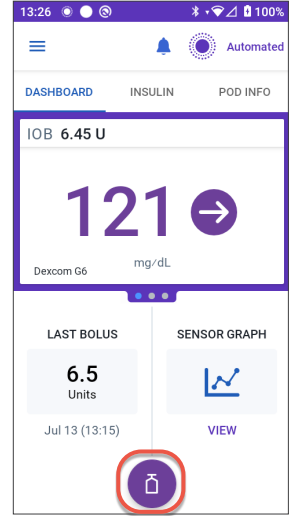 13:26 100%
Automated
DASHBOARD INSULIN POD INFO
IOB 6.45 U
121
mg/dL
Dexcom G6
LAST BOLUS SENSOR GRAPH
6.5
Units
Jul 13 (13:15) VIEW